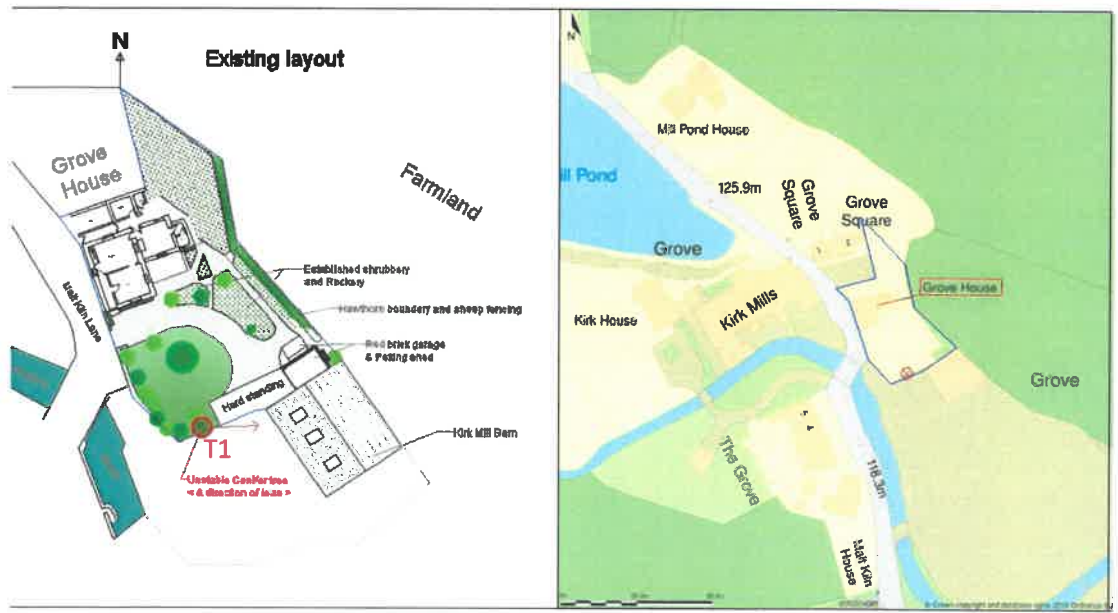 N
Existing layout
Grove
House
Farmland
Malt Kiln Lane
Established shrubbery
and Rockery
Hawthorn boundary and sheep fencing
Red brick garage
& Potting shed
Hard standing
Kirk Mill Barn
T1
Unstable Conifer tree
< & direction of lean >
N
Mill Pond House
ill Pond
125.9m
Grove
Square
Grove
Square
Grove
Grove House
Kirk House
Kirk Mills
Grove
The Grove
118.3m
Malt Kiln
House